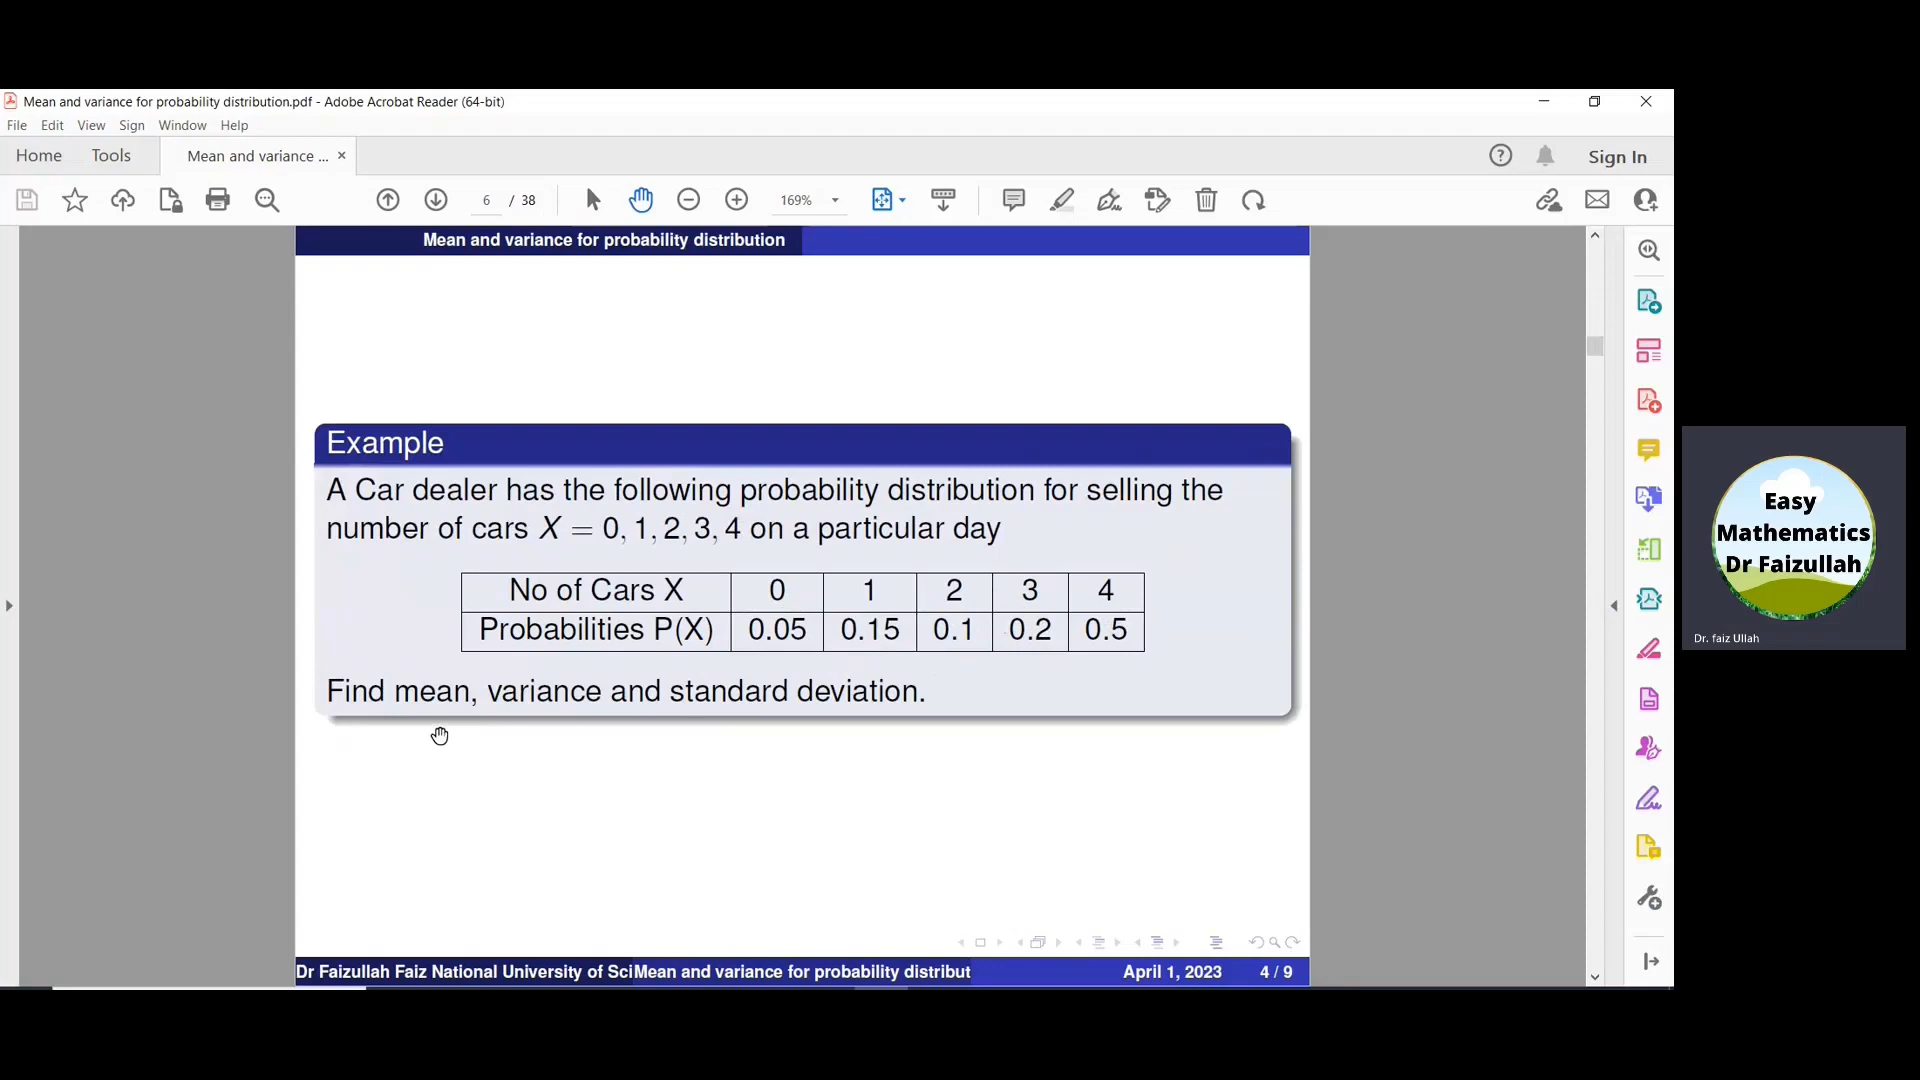 Mean and variance for probability distribution.pdf - Adobe Acrobat Reader (64-bit)
File Edit View Sign Window Help
Home Tools Mean and variance ... × Sign In
6 / 38 169%
Mean and variance for probability distribution
Example
A Car dealer has the following probability distribution for selling the
number of cars X = 0, 1, 2, 3, 4 on a particular day
No of Cars X 0 1 2 3 4
Probabilities P(X) 0.05 0.15 0.1 0.2 0.5
Find mean, variance and standard deviation.
Dr Faizullah Faiz National University of Sci Mean and variance for probability distribut April 1, 2023 4 / 9
Easy
Mathematics
Dr Faizullah
Dr. faiz Ullah